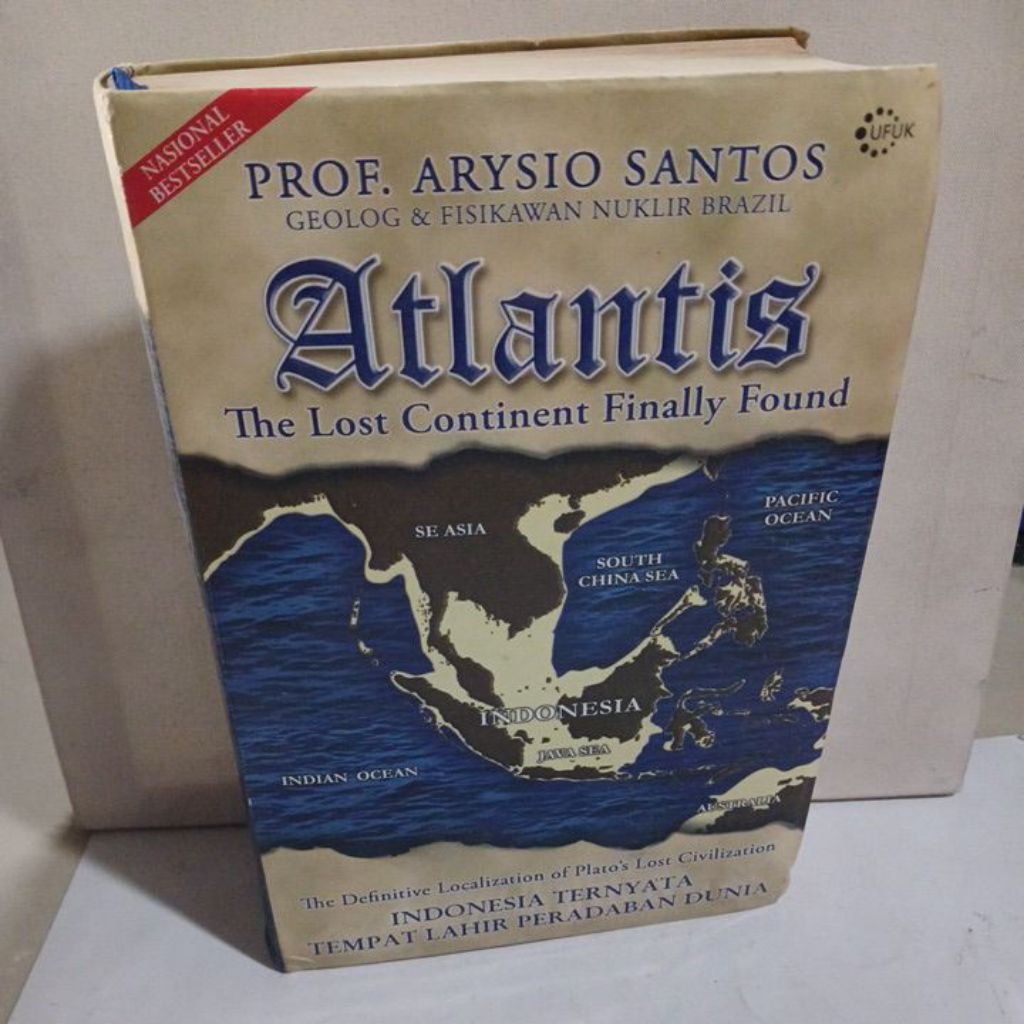 NASIONAL
BESTSELLER
UFUK
PROF. ARYSIO SANTOS
GEOLOG & FISIKAWAN NUKLIR BRAZIL
Atlantis
The Lost Continent Finally Found
PACIFIC
OCEAN
SE ASIA
SOUTH
CHINA SEA
INDONESIA
JAVA SEA
INDIAN OCEAN
AUSTRALIA
The Definitive Localization of Plato's Lost Civilization
INDONESIA TERNYATA
TEMPAT LAHIR PERADABAN DUNIA